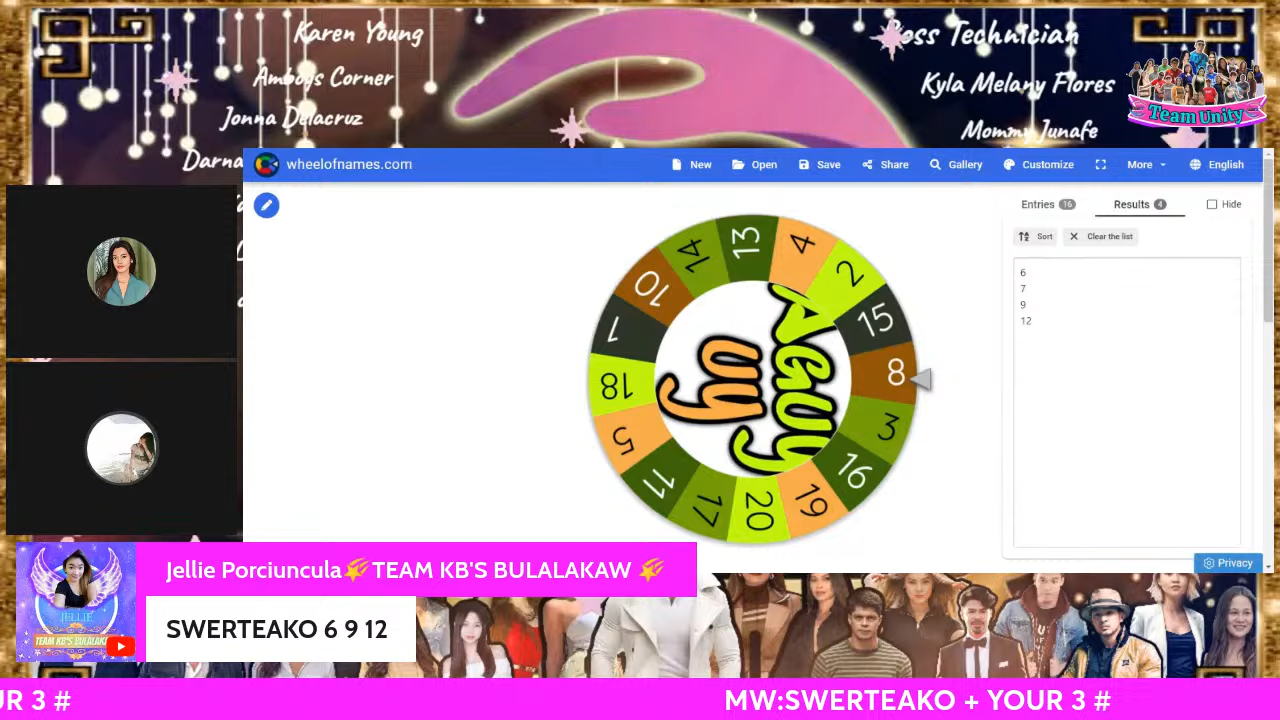 Karen Young
Amboys Corner
Jonna Delacruz
Darna
Boss Technician
Kyla Melany Flores
Mommy Junafe
Team Unity
wheelofnames.com
New
Open
Save
Share
Gallery
Customize
More
English
Entries 16
Results 4
Hide
Sort
Clear the list
6
7
9
12
13
4
2
15
8
3
16
19
20
17
11
5
18
1
10
14
Privacy
Jellie Porciuncula TEAM KB'S BULALAKAW
JELLIE
SWERTEAKO 6 9 12
UR 3 #
MW:SWERTEAKO + YOUR 3 #